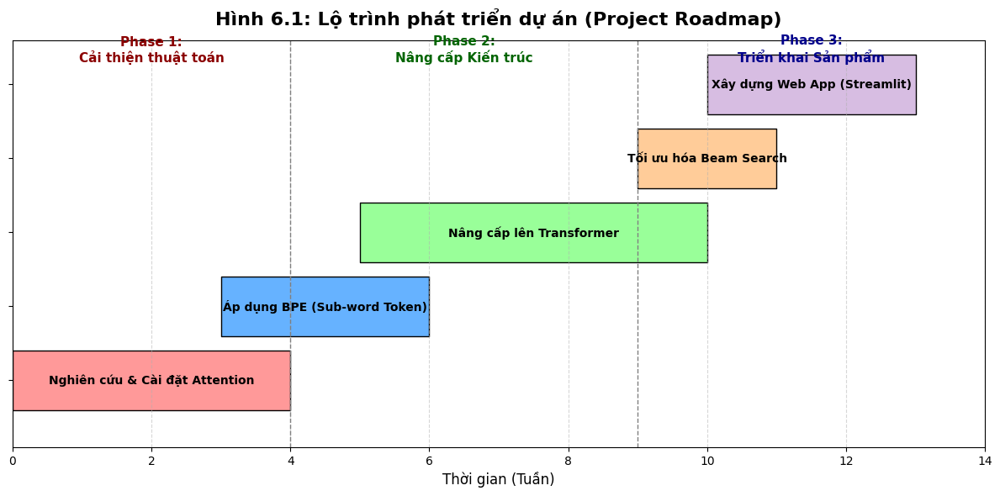 Hình 6.1: Lộ trình phát triển dự án (Project Roadmap)
Phase 1:
Cải thiện thuật toán
Phase 2:
Nâng cấp Kiến trúc
Phase 3:
Triển khai Sản phẩm
Xây dựng Web App (Streamlit)
Tối ưu hóa Beam Search
Nâng cấp lên Transformer
Áp dụng BPE (Sub-word Token)
Nghiên cứu & Cài đặt Attention
0 2 4 6 8 10 12 14
Thời gian (Tuần)